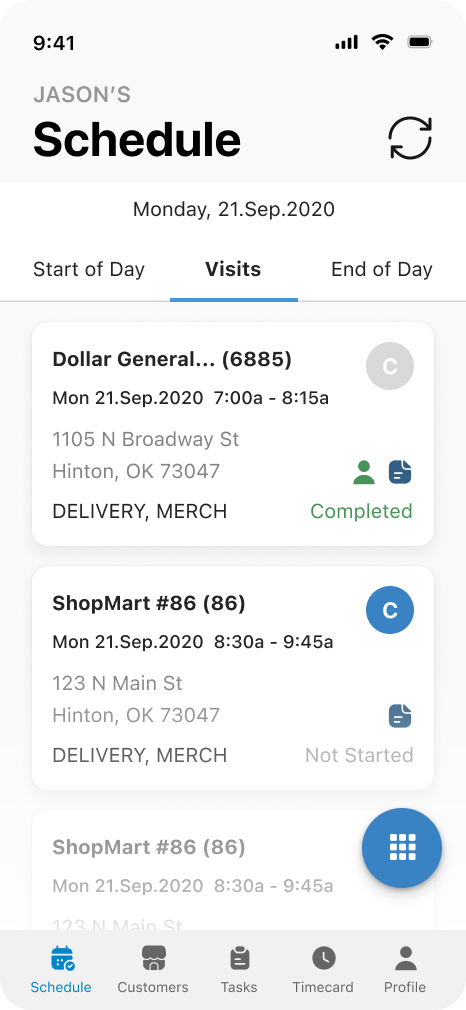 9:41
JASON'S
Schedule
Monday, 21.Sep.2020
Start of Day Visits End of Day
Dollar General... (6885)
C
Mon 21.Sep.2020 7:00a - 8:15a
1105 N Broadway St
Hinton, OK 73047
DELIVERY, MERCH Completed
ShopMart #86 (86)
C
Mon 21.Sep.2020 8:30a - 9:45a
123 N Main St
Hinton, OK 73047
DELIVERY, MERCH Not Started
ShopMart #86 (86)
Mon 21.Sep.2020 8:30a - 9:45a
123 N Main St
Schedule Customers Tasks Timecard Profile